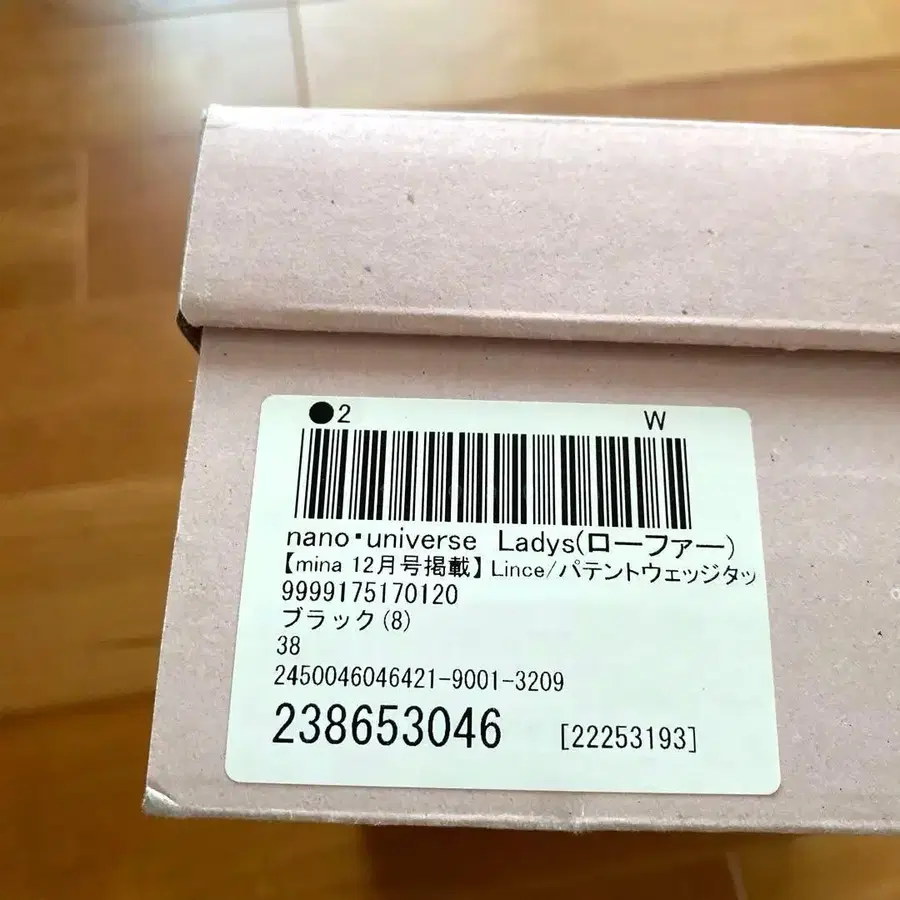 ●2 W
nano・universe Ladys(ローファー)
【mina 12月号掲載】Lince/パテントウェッジタッ
9999175170120
ブラック(8)
38
2450046046421-9001-3209
238653046 [22253193]